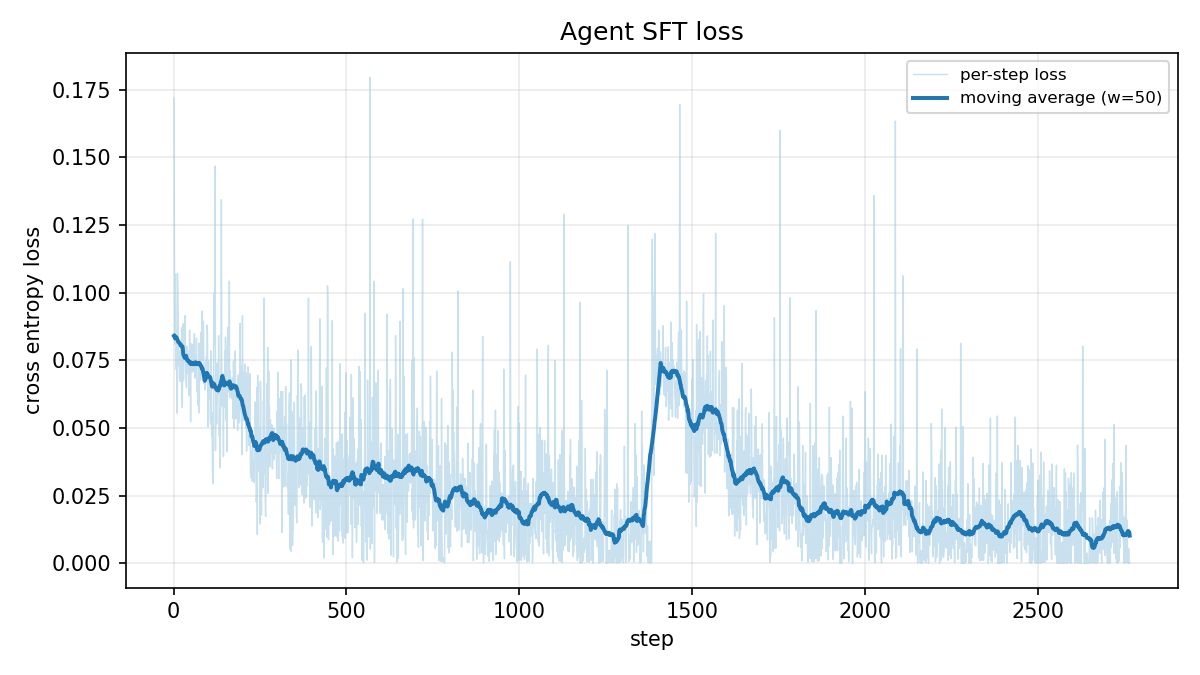 Agent SFT loss
per-step loss
moving average (w=50)
cross entropy loss
0.175
0.150
0.125
0.100
0.075
0.050
0.025
0.000
0 500 1000 1500 2000 2500
step